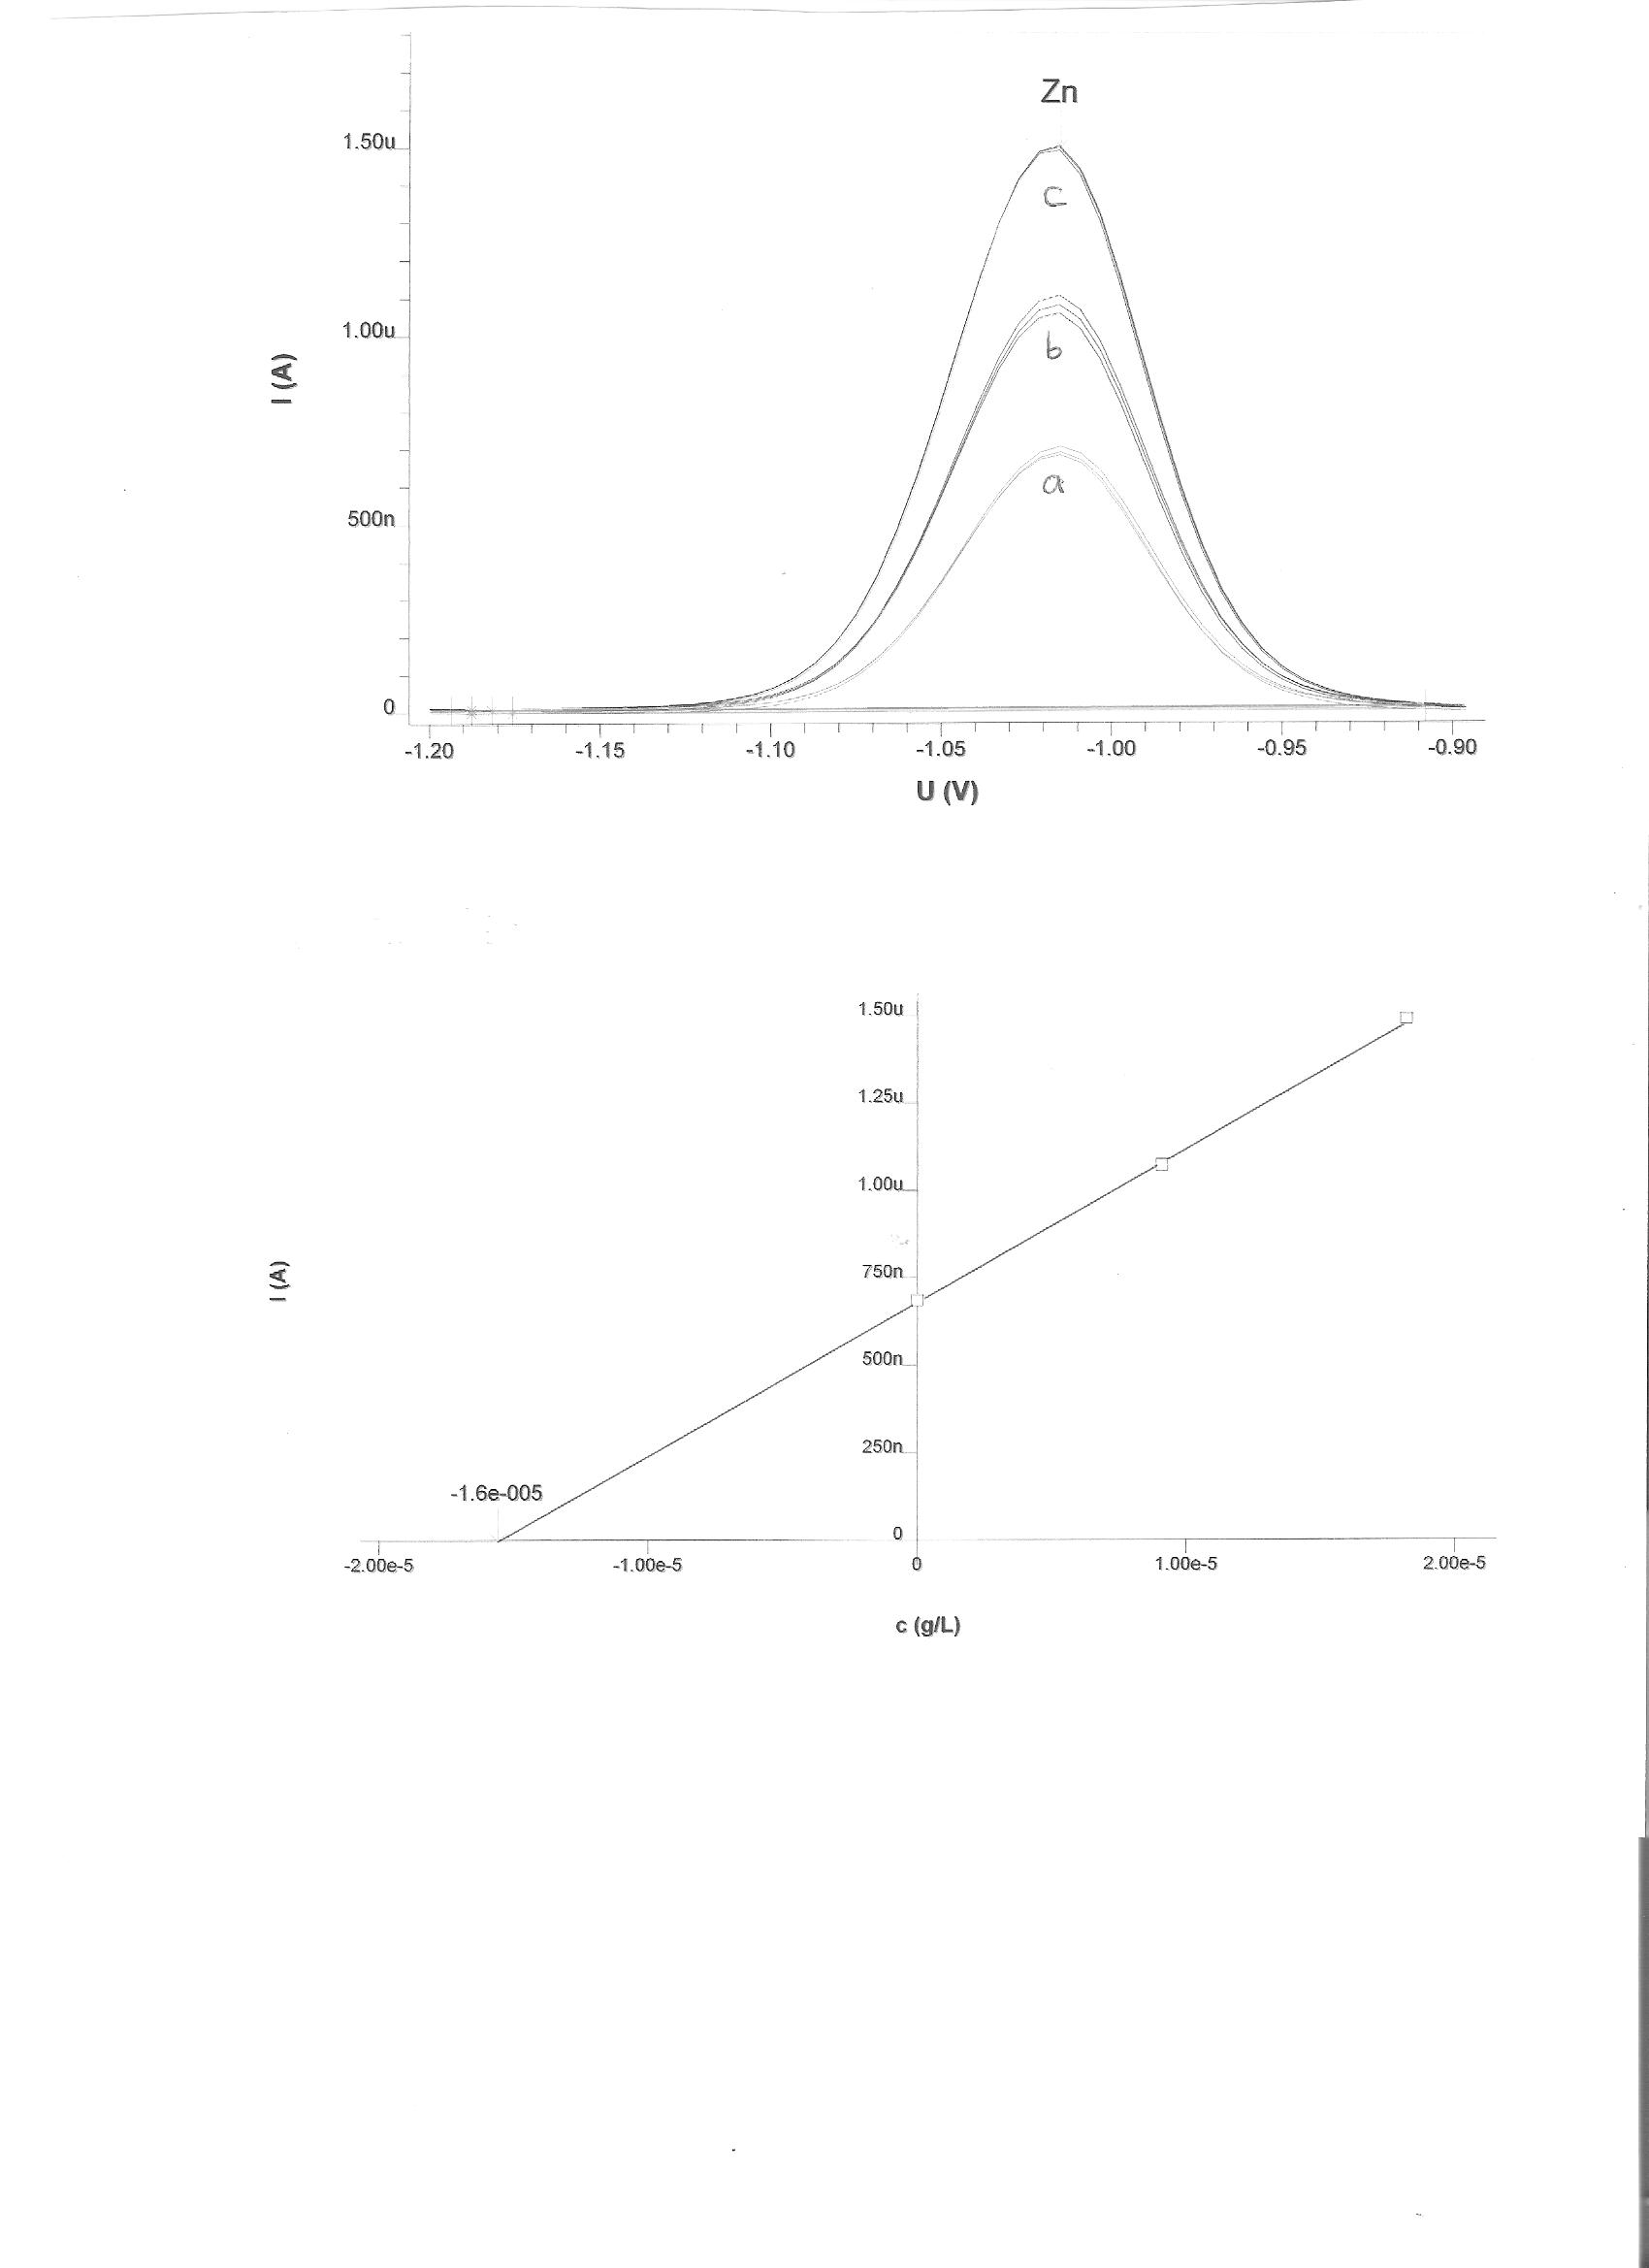 Zn
1.50u
c
1.00u
b
I (A)
500n
a
0
-1.20 -1.15 -1.10 -1.05 -1.00 -0.95 -0.90
U (V)
1.50u
1.25u
1.00u
750n
I (A)
500n
250n
-1.6e-005
0
-2.00e-5 -1.00e-5 0 1.00e-5 2.00e-5
c (g/L)